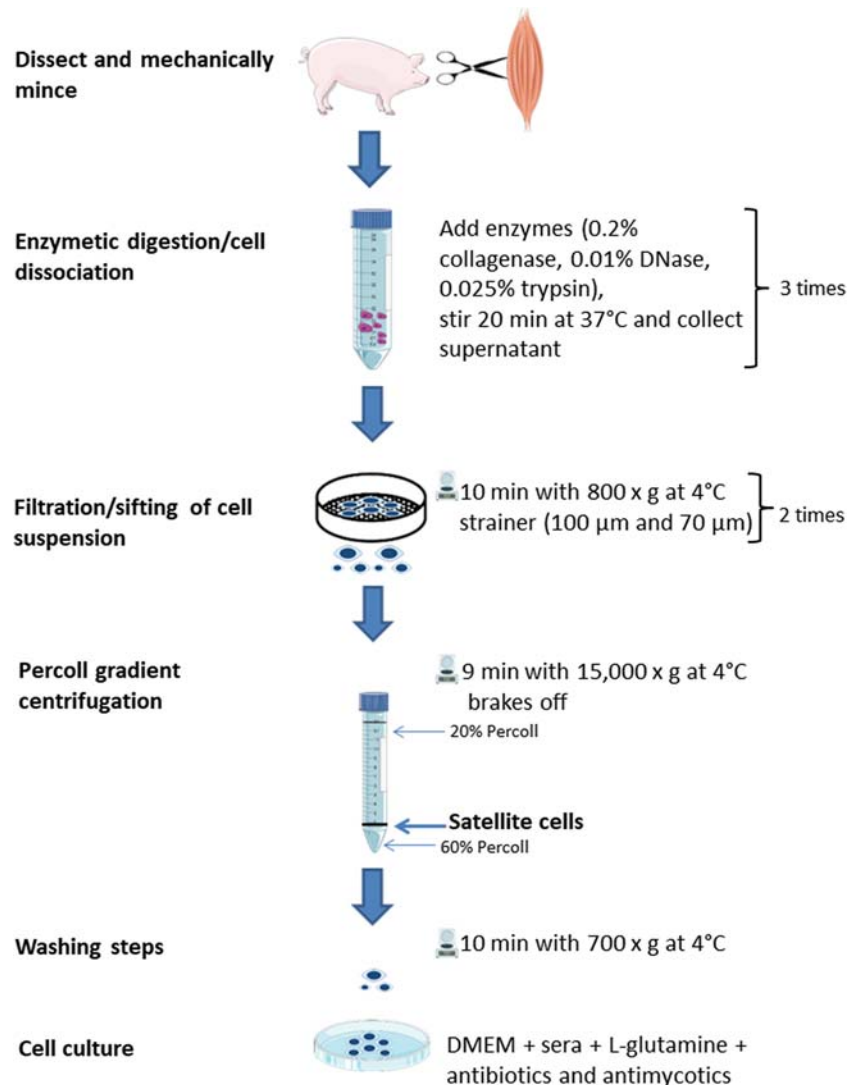 Dissect and mechanically
mince
Enzymetic digestion/cell
dissociation
Add enzymes (0.2%
collagenase, 0.01% DNase,
0.025% trypsin),
stir 20 min at 37°C and collect
supernatant
3 times
Filtration/sifting of cell
suspension
10 min with 800 x g at 4°C
strainer (100 µm and 70 µm)
2 times
Percoll gradient
centrifugation
9 min with 15,000 x g at 4°C
brakes off
20% Percoll
Satellite cells
60% Percoll
Washing steps
10 min with 700 x g at 4°C
Cell culture
DMEM + sera + L-glutamine +
antibiotics and antimycotics